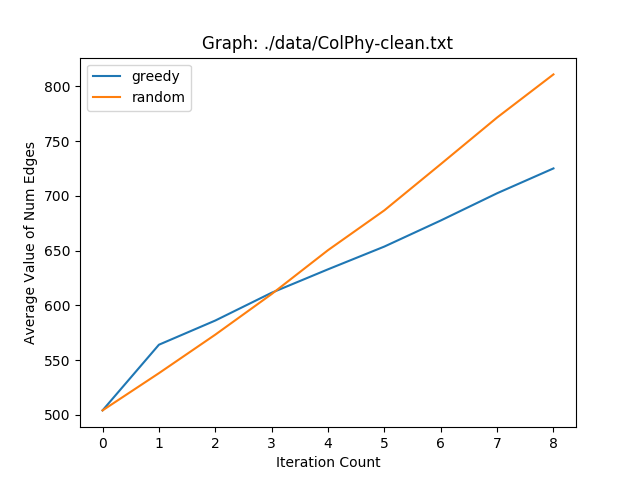 Graph: ./data/ColPhy-clean.txt
greedy
random
Average Value of Num Edges
800
750
700
650
600
550
500
0 1 2 3 4 5 6 7 8
Iteration Count